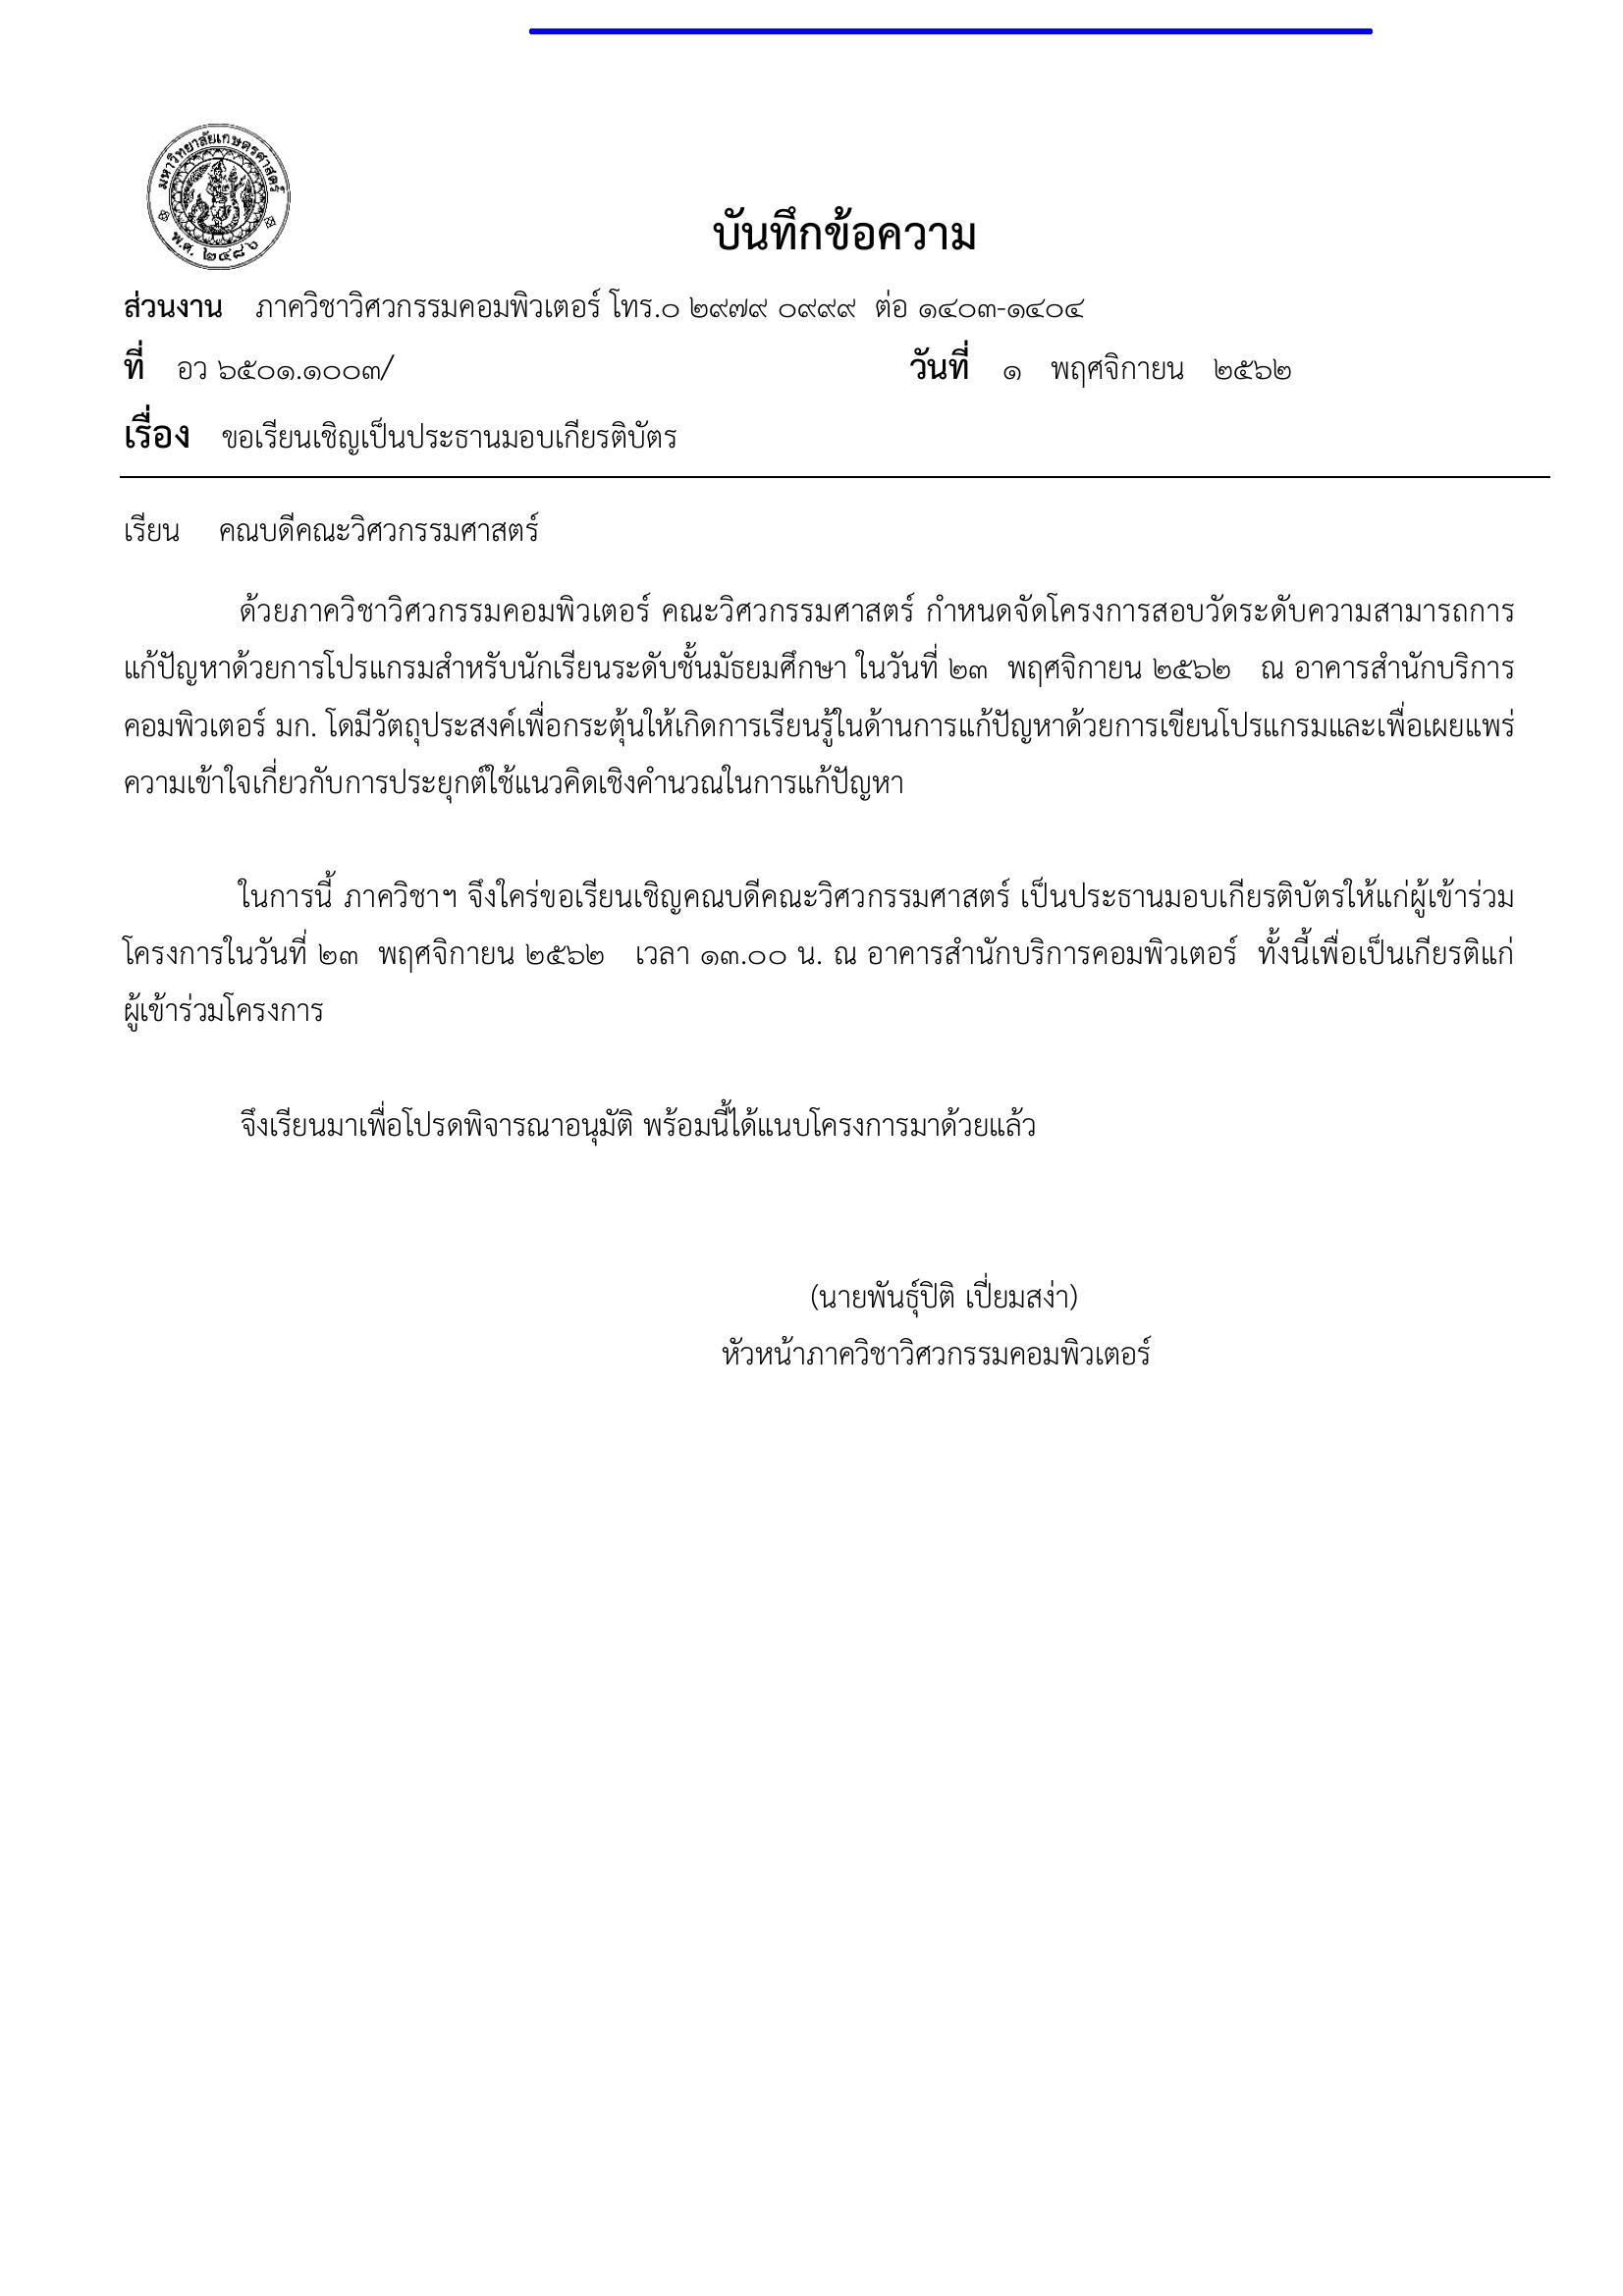 มหาวิทยาลัยเกษตรศาสตร์
พ.ศ. ๒๔๘๖
บันทึกข้อความ
ส่วนงาน ภาควิชาวิศวกรรมคอมพิวเตอร์ โทร.๐ ๒๙๗๙ ๐๙๙๙ ต่อ ๑๔๐๓-๑๔๐๔
ที่ อว ๖๕๐๑.๑๐๐๓/ วันที่ ๑ พฤศจิกายน ๒๕๖๒
เรื่อง ขอเรียนเชิญเป็นประธานมอบเกียรติบัตร
เรียน คณบดีคณะวิศวกรรมศาสตร์
ด้วยภาควิชาวิศวกรรมคอมพิวเตอร์ คณะวิศวกรรมศาสตร์ กำหนดจัดโครงการสอบวัดระดับความสามารถการ
แก้ปัญหาด้วยการโปรแกรมสำหรับนักเรียนระดับชั้นมัธยมศึกษา ในวันที่ ๒๓ พฤศจิกายน ๒๕๖๒ ณ อาคารสำนักบริการ
คอมพิวเตอร์ มก. โดมีวัตถุประสงค์เพื่อกระตุ้นให้เกิดการเรียนรู้ในด้านการแก้ปัญหาด้วยการเขียนโปรแกรมและเพื่อเผยแพร่
ความเข้าใจเกี่ยวกับการประยุกต์ใช้แนวคิดเชิงคำนวณในการแก้ปัญหา
ในการนี้ ภาควิชาฯ จึงใคร่ขอเรียนเชิญคณบดีคณะวิศวกรรมศาสตร์ เป็นประธานมอบเกียรติบัตรให้แก่ผู้เข้าร่วม
โครงการในวันที่ ๒๓ พฤศจิกายน ๒๕๖๒ เวลา ๑๓.๐๐ น. ณ อาคารสำนักบริการคอมพิวเตอร์ ทั้งนี้เพื่อเป็นเกียรติแก่
ผู้เข้าร่วมโครงการ
จึงเรียนมาเพื่อโปรดพิจารณาอนุมัติ พร้อมนี้ได้แนบโครงการมาด้วยแล้ว
(นายพันธุ์ปิติ เปี่ยมสง่า)
หัวหน้าภาควิชาวิศวกรรมคอมพิวเตอร์